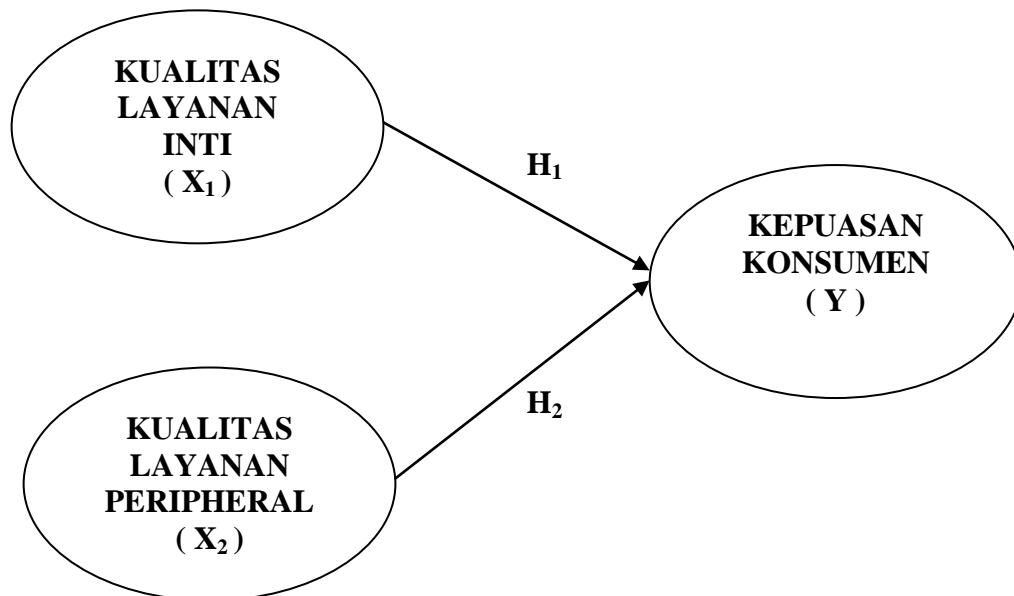 KUALITAS
LAYANAN
INTI
( X₁ )
H₁
KEPUASAN
KONSUMEN
( Y )
H₂
KUALITAS
LAYANAN
PERIPHERAL
( X₂ )